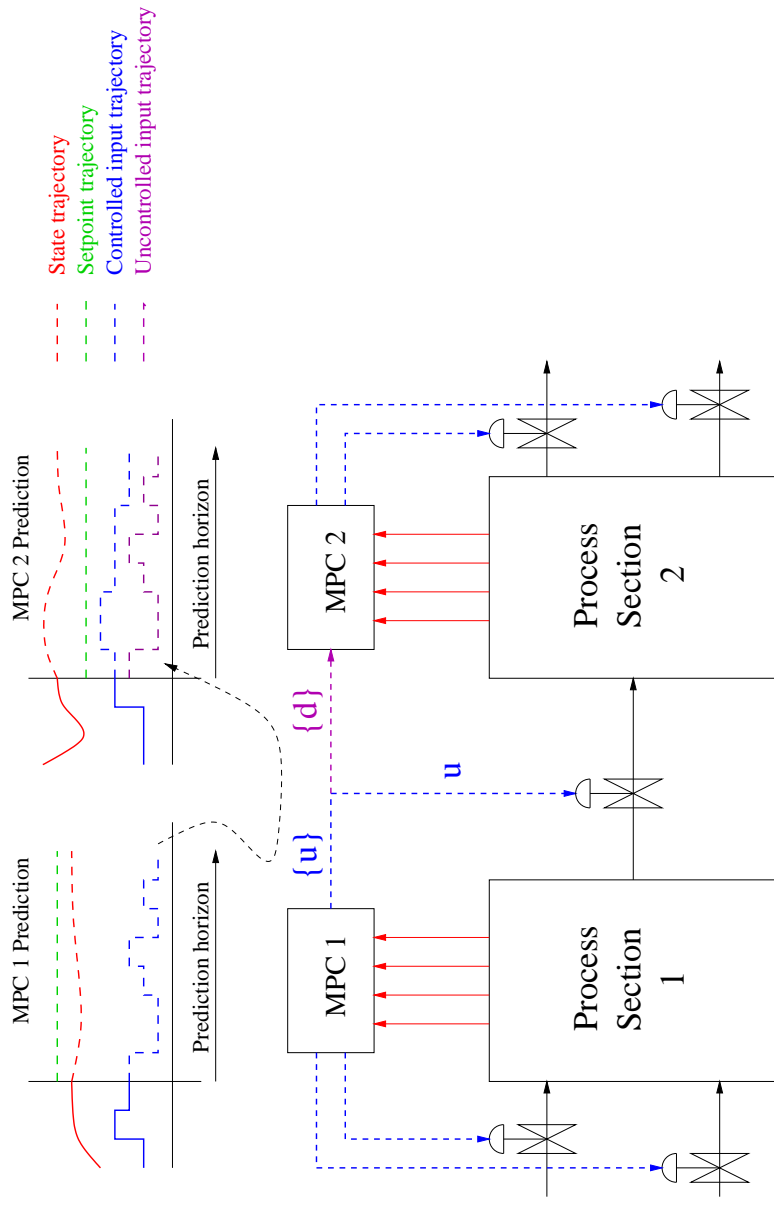 MPC 1 Prediction
MPC 2 Prediction
State trajectory
Setpoint trajectory
Controlled input trajectory
Uncontrolled input trajectory
Prediction horizon
Prediction horizon
MPC 1
{u}
{d}
MPC 2
u
Process
Section
1
Process
Section
2